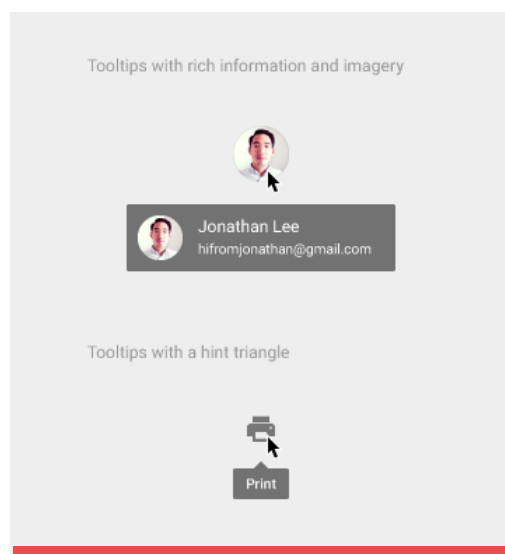 Tooltips with rich information and imagery
Jonathan Lee
hifromjonathan@gmail.com
Tooltips with a hint triangle
Print